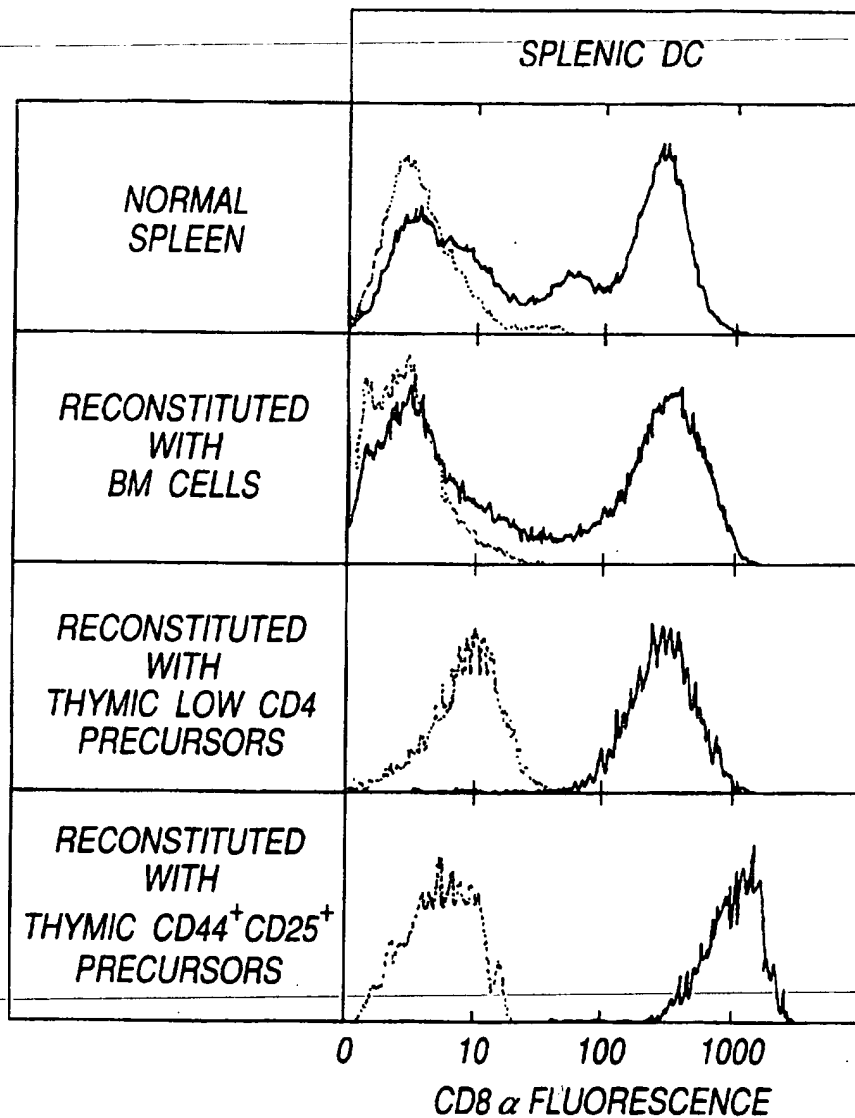 SPLENIC DC
NORMAL
SPLEEN
RECONSTITUTED
WITH
BM CELLS
RECONSTITUTED
WITH
THYMIC LOW CD4
PRECURSORS
RECONSTITUTED
WITH
THYMIC CD44⁺CD25⁺
PRECURSORS
0 10 100 1000
CD8 α FLUORESCENCE